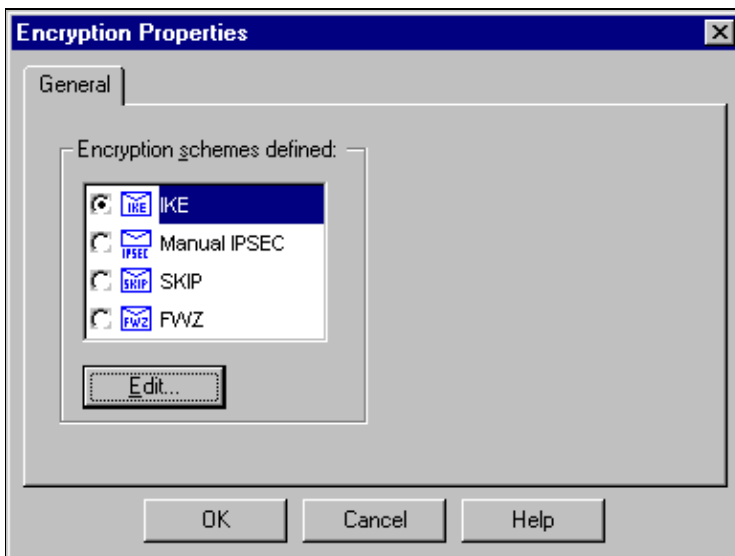 Encryption Properties
General
Encryption schemes defined:
IKE IKE
IPSEC Manual IPSEC
SKIP SKIP
FWZ FWZ
Edit...
OK Cancel Help